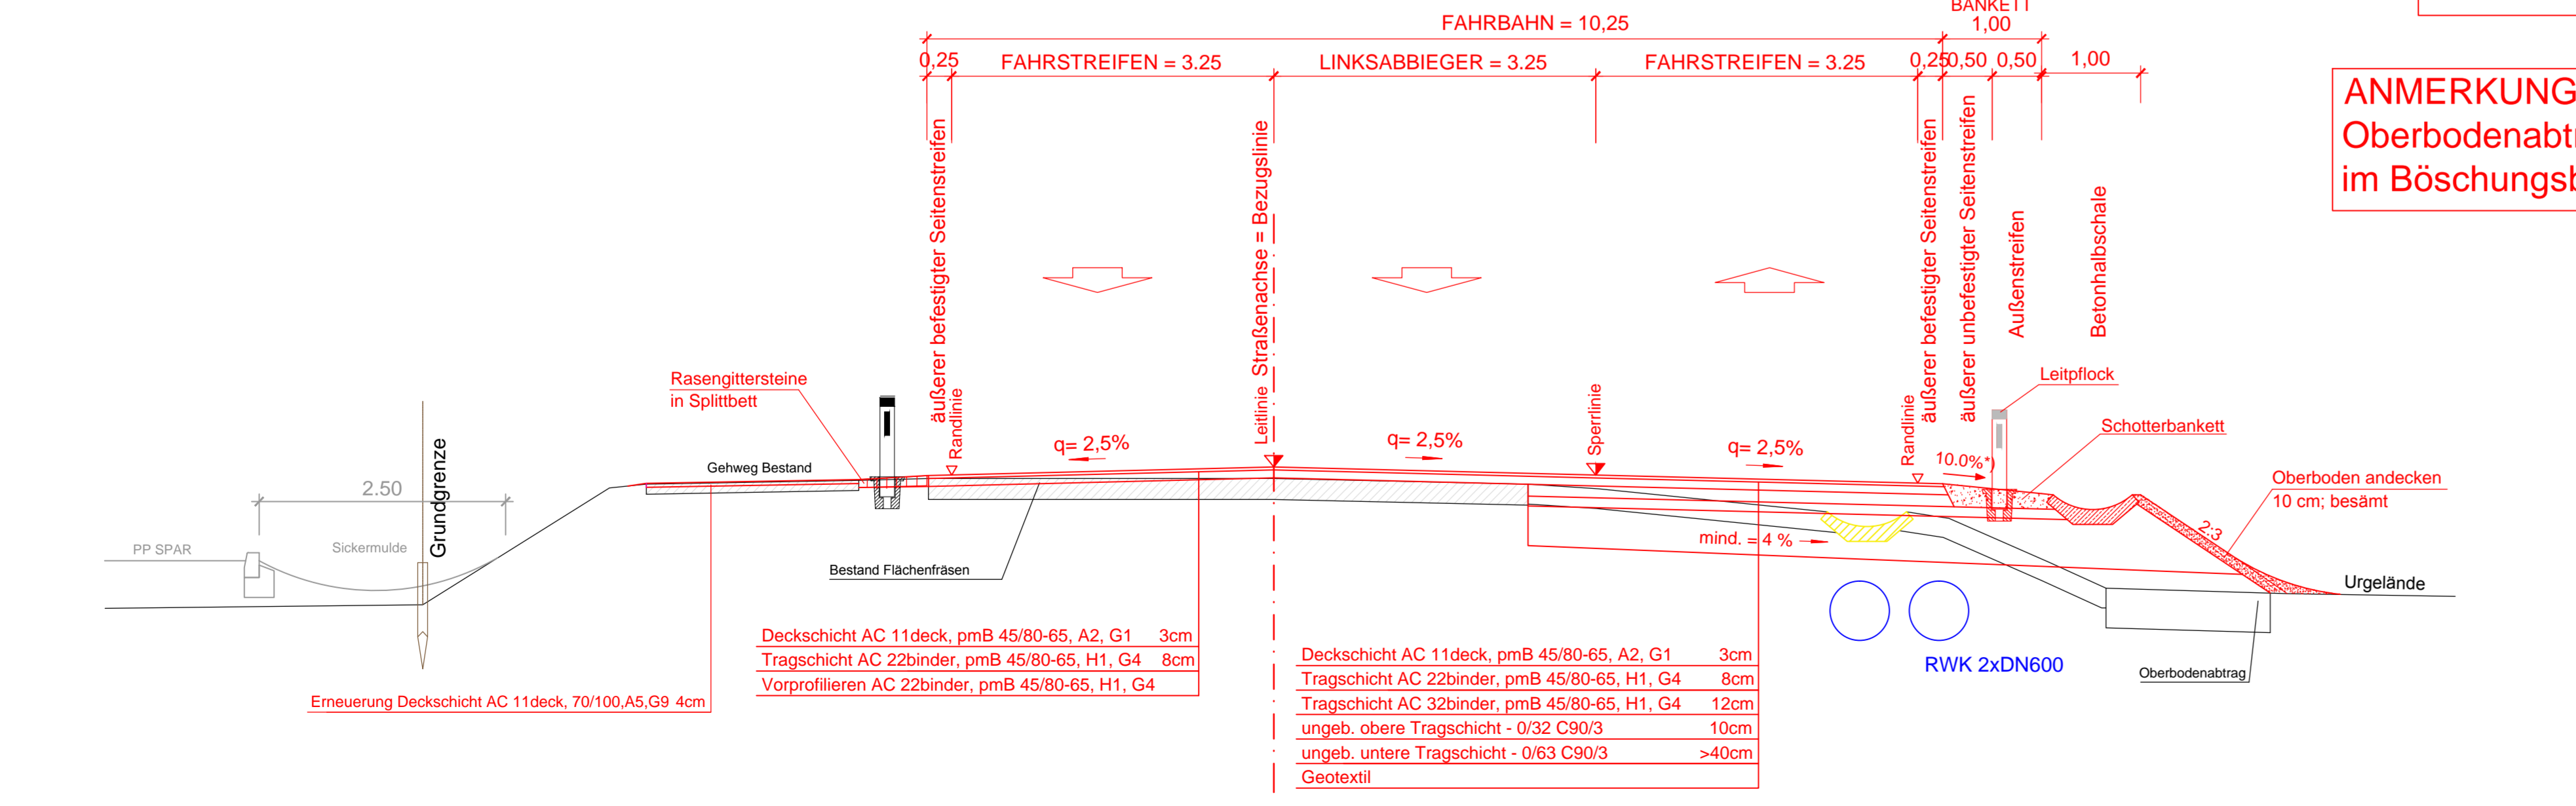 BANKETT
1,00
FAHRBAHN = 10,25
0,25
FAHRSTREIFEN = 3.25
LINKSABBIEGER = 3.25
FAHRSTREIFEN = 3.25
0,25
0,50
0,50
1,00
ANMERKUNG
Oberbodenabt
im Böschungs
äußerer befestigter Seitenstreifen
Randlinie
Leitlinie
Straßenachse = Bezugslinie
Sperrlinie
Randlinie
äußerer befestigter Seitenstreifen
äußerer unbefestigter Seitenstreifen
Außenstreifen
Betonhalbschale
Rasengittersteine
in Splittbett
Leitpflock
Schotterbankett
q= 2,5%
q= 2,5%
q= 2,5%
10.0%*)
Gehweg Bestand
Oberboden andecken
10 cm; besämt
2:3
2.50
Grundgrenze
PP SPAR
Sickermulde
mind. = 4 %
Bestand Flächenfräsen
Urgelände
Deckschicht AC 11deck, pmB 45/80-65, A2, G1 3cm
Tragschicht AC 22binder, pmB 45/80-65, H1, G4 8cm
Vorprofilieren AC 22binder, pmB 45/80-65, H1, G4
Erneuerung Deckschicht AC 11deck, 70/100,A5,G9 4cm
Deckschicht AC 11deck, pmB 45/80-65, A2, G1 3cm
Tragschicht AC 22binder, pmB 45/80-65, H1, G4 8cm
Tragschicht AC 32binder, pmB 45/80-65, H1, G4 12cm
ungeb. obere Tragschicht - 0/32 C90/3 10cm
ungeb. untere Tragschicht - 0/63 C90/3 >40cm
Geotextil
RWK 2xDN600
Oberbodenabtrag